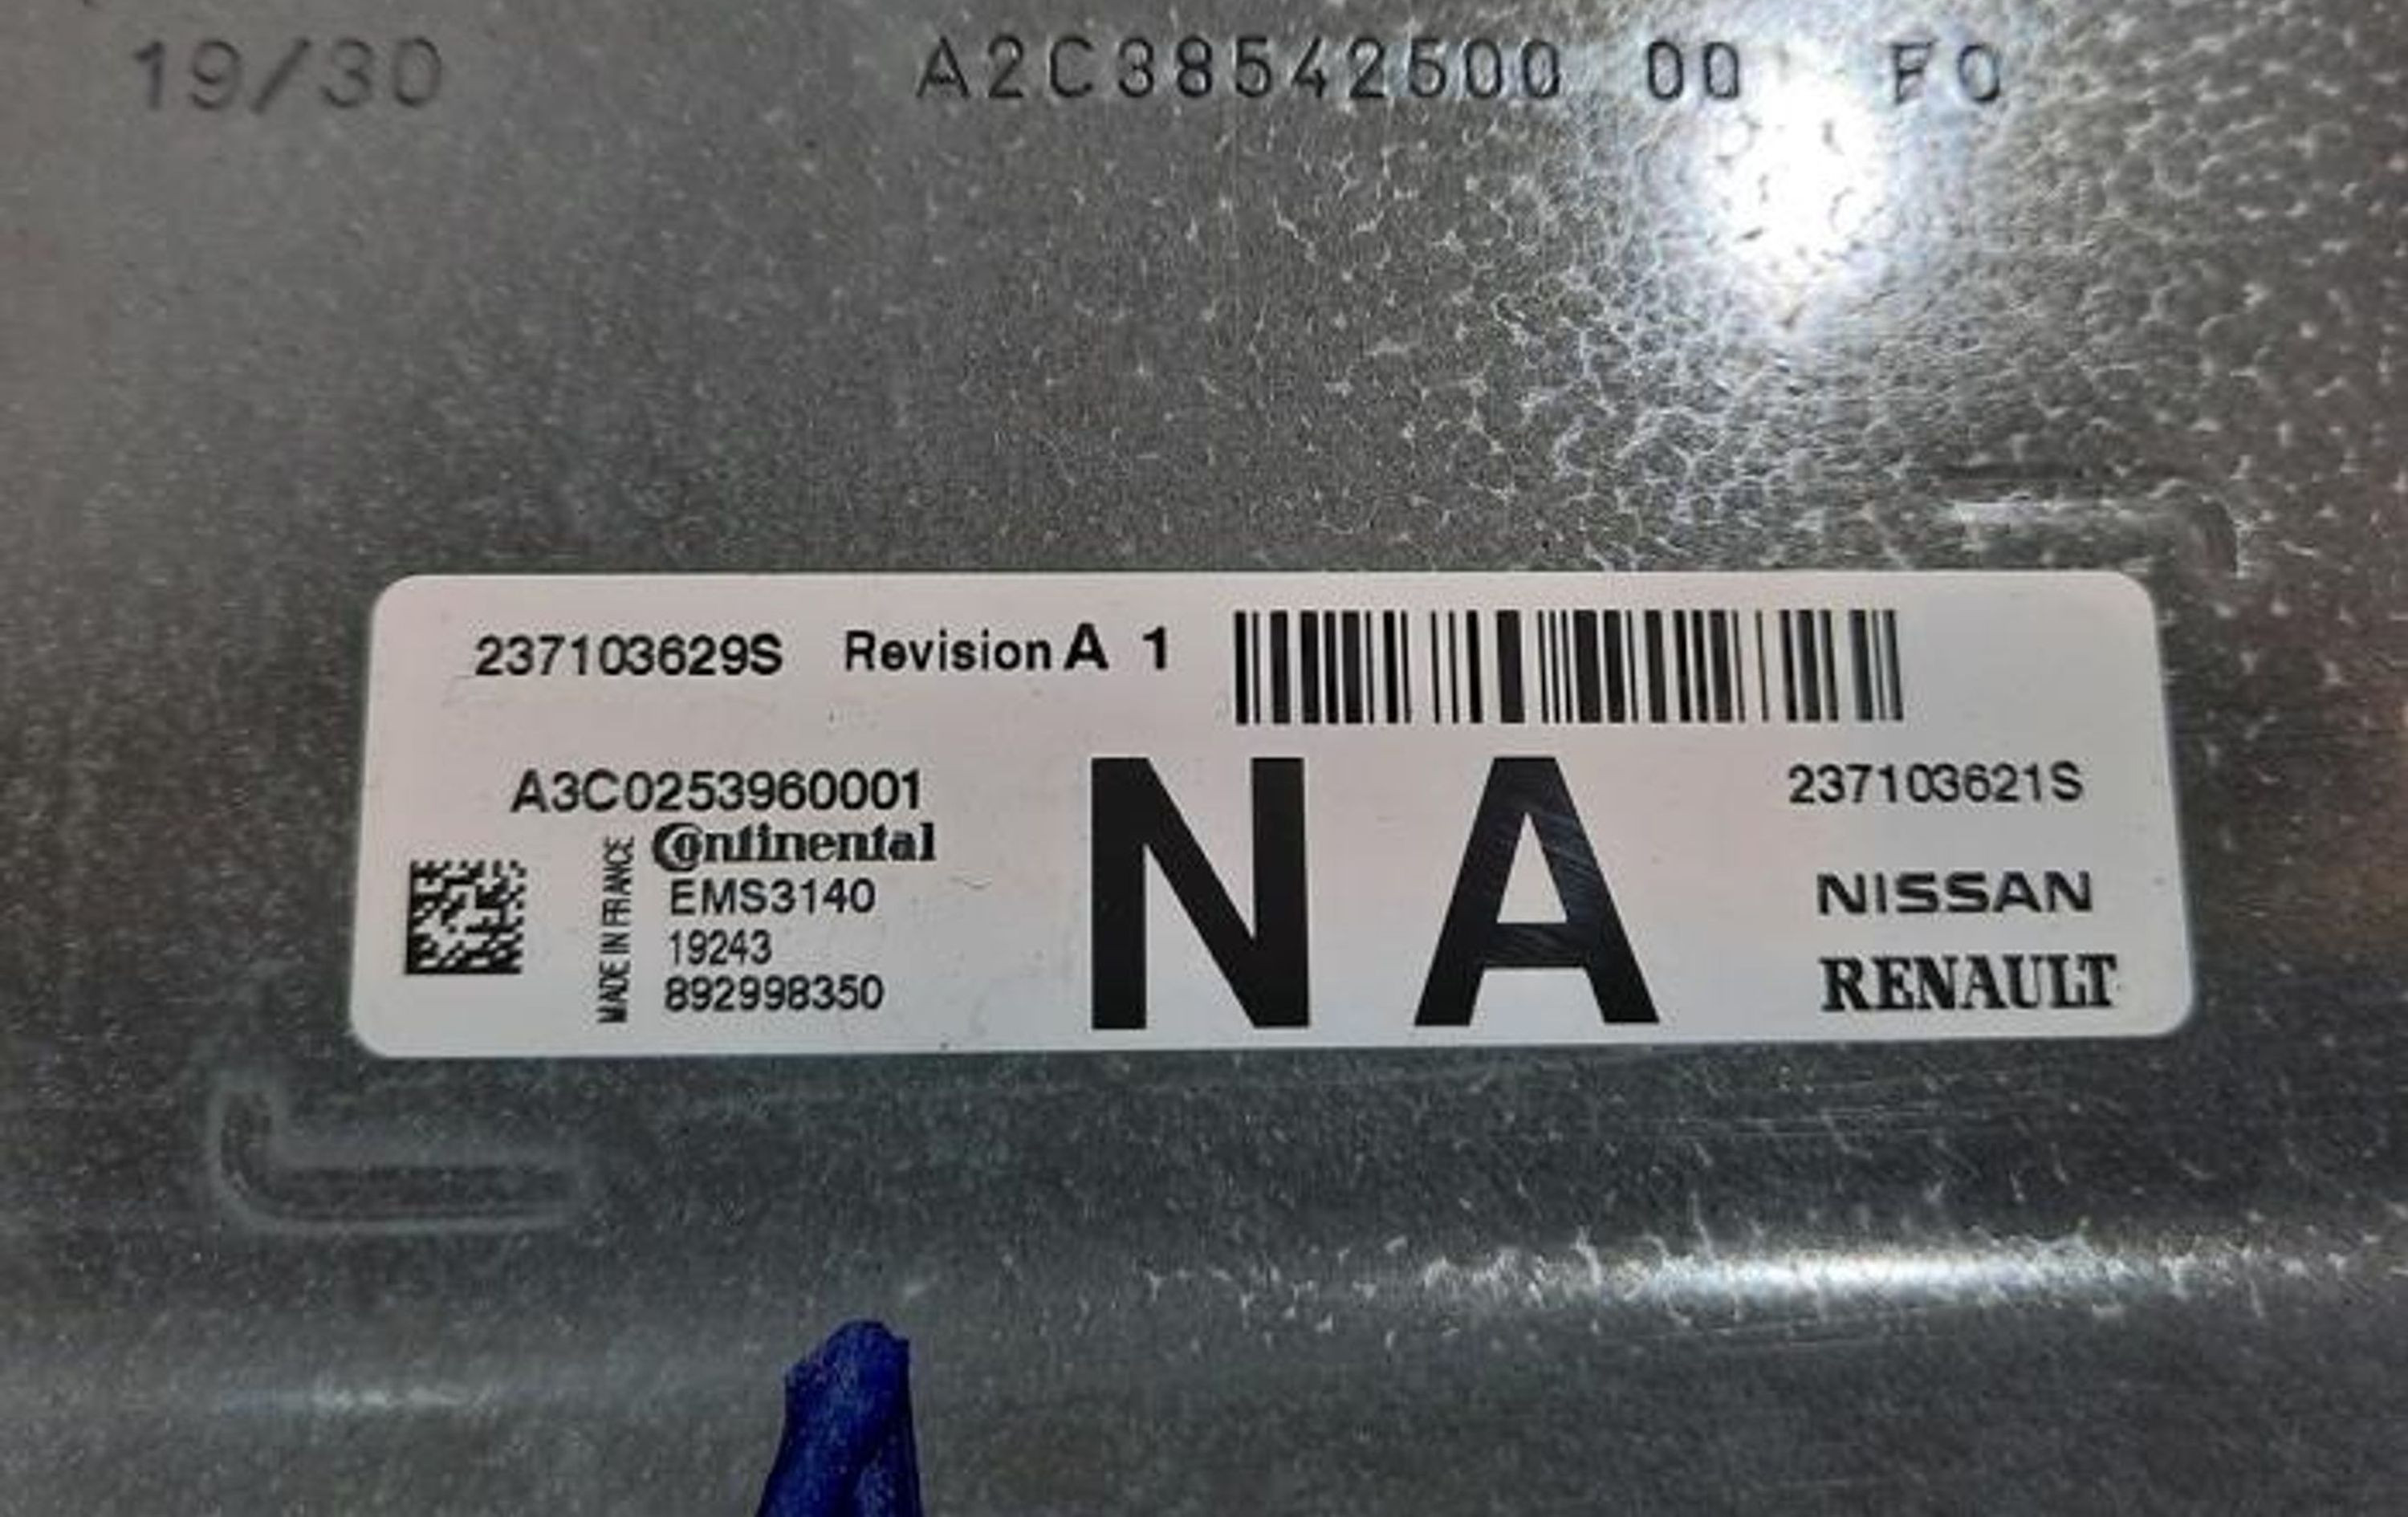 19/30 A2C38542500 00 F0
237103629S Revision A 1
A3C0253960001
Continental
MADE IN FRANCE
EMS3140
19243
892998350
NA
237103621S
NISSAN
RENAULT